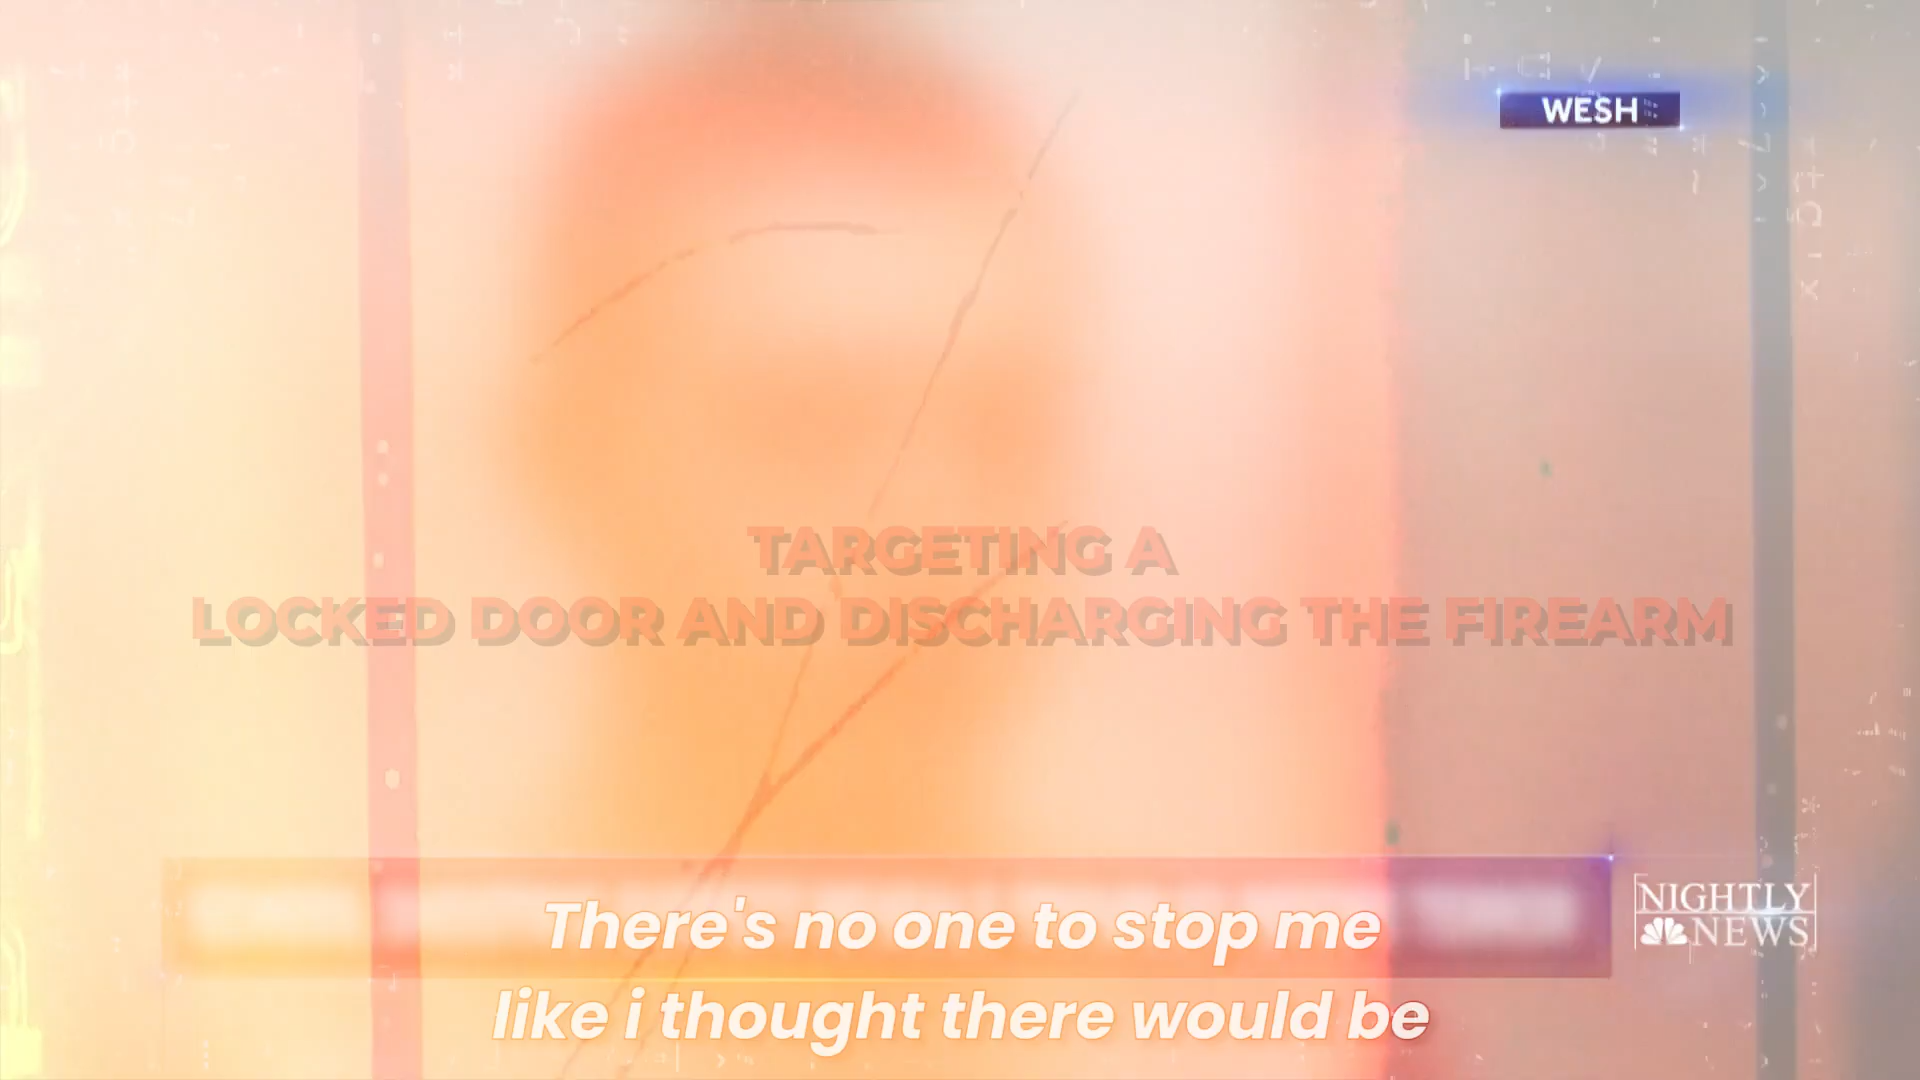 WESH
TARGETING A
LOCKED DOOR AND DISCHARGING THE FIREARM
There's no one to stop me
like i thought there would be
NIGHTLY
NEWS